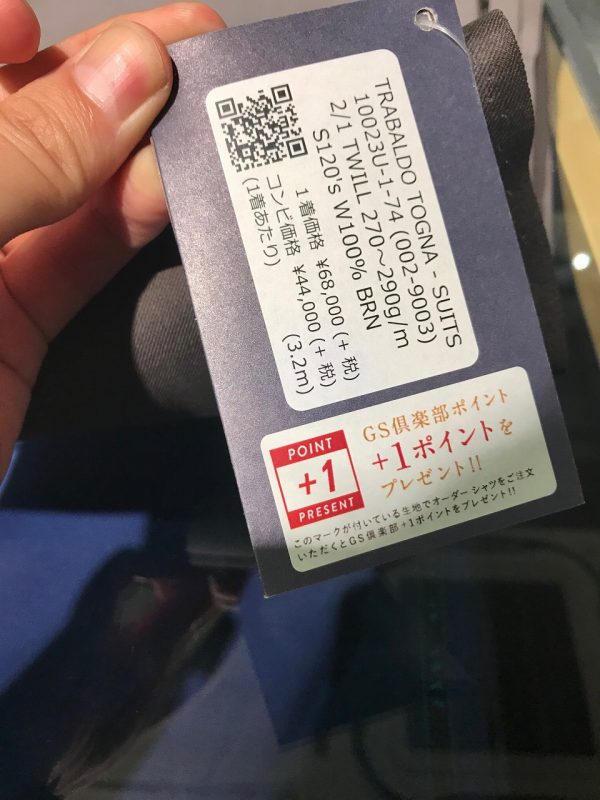 TRABALDO TOGNA - SUITS
10023U-1-74 (002-9003)
2/1 TWILL 270～290g/m
S120's W100% BRN
1着価格 ¥68,000 (+ 税)
コンビ価格 ¥44,000 (+ 税)
(1着あたり) (3.2m)
POINT
+1
PRESENT
GS倶楽部ポイント
+1ポイントを
プレゼント!!
このマークが付いている生地でオーダーシャツをご注文
いただくとGS倶楽部+1ポイントをプレゼント!!